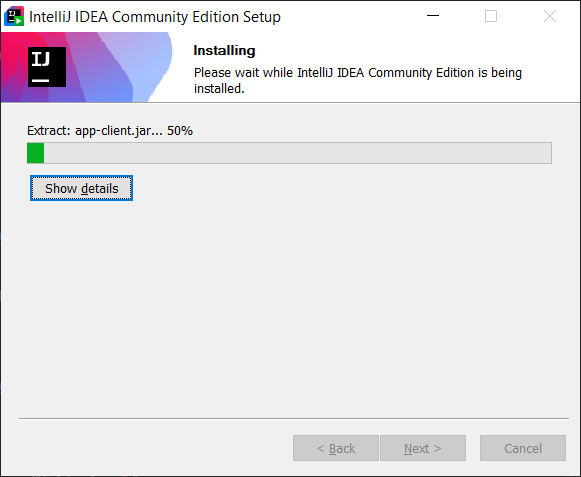 IntelliJ IDEA Community Edition Setup
IJ
Installing
Please wait while IntelliJ IDEA Community Edition is being
installed.
Extract: app-client.jar... 50%
Show details
< Back
Next >
Cancel